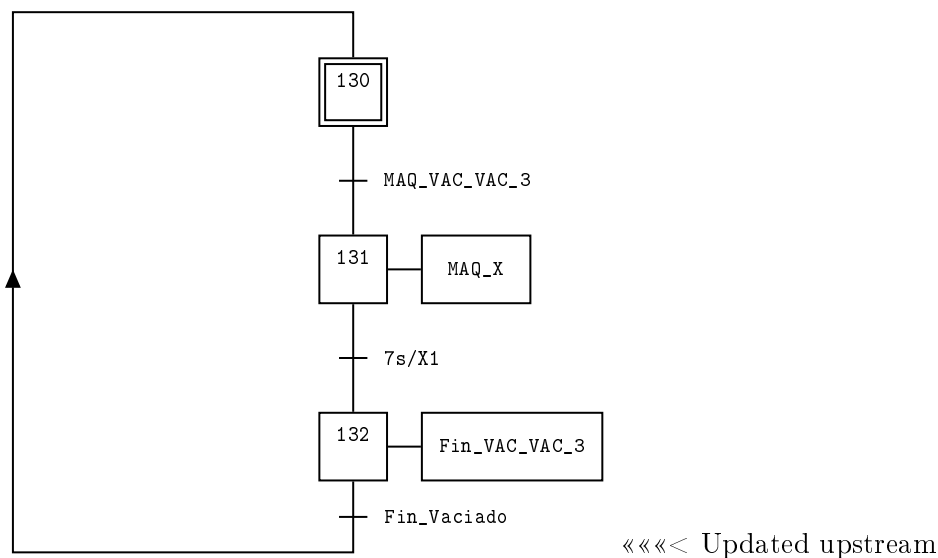 130
MAQ_VAC_VAC_3
131
MAQ_X
7s/X1
132
Fin_VAC_VAC_3
Fin_Vaciado
«««< Updated upstream